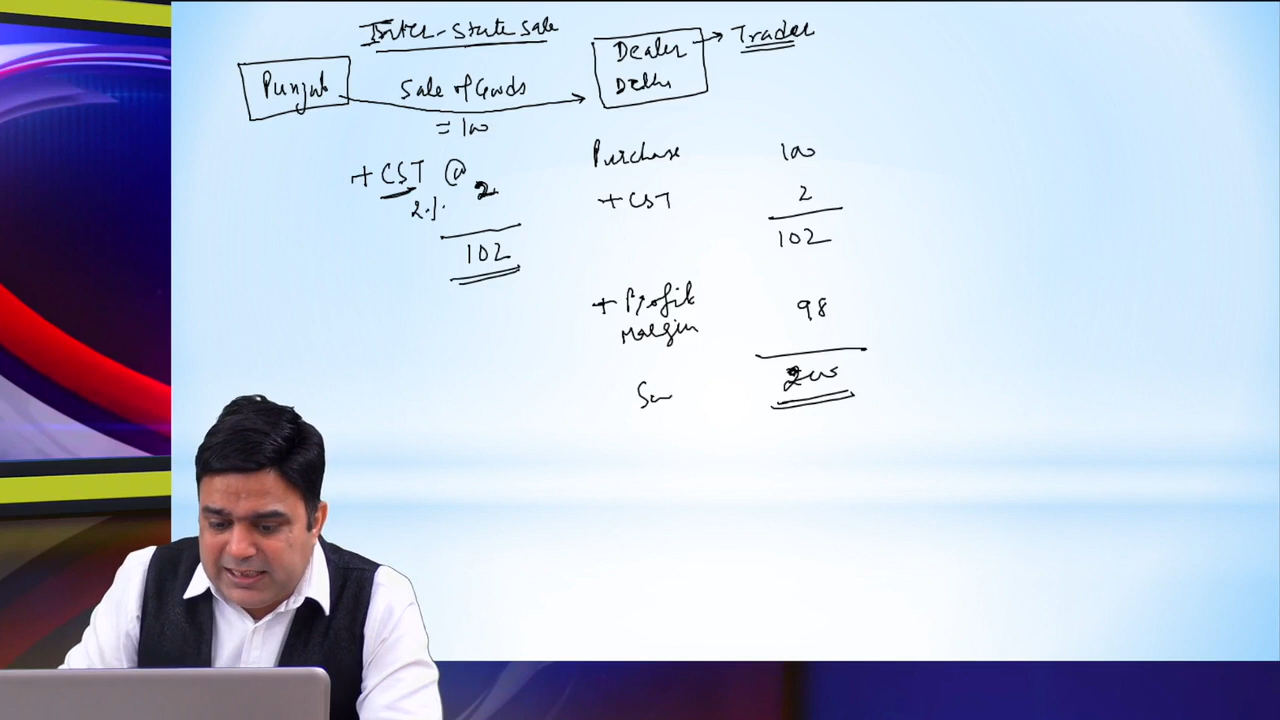 Inter-State Sale
Punjab
Sale of Goods
= 100
+ CST @ 2
2%
102
Dealer
Delhi
→ Trader
Purchase 100
+ CST 2
102
+ Profit 98
Margin
200